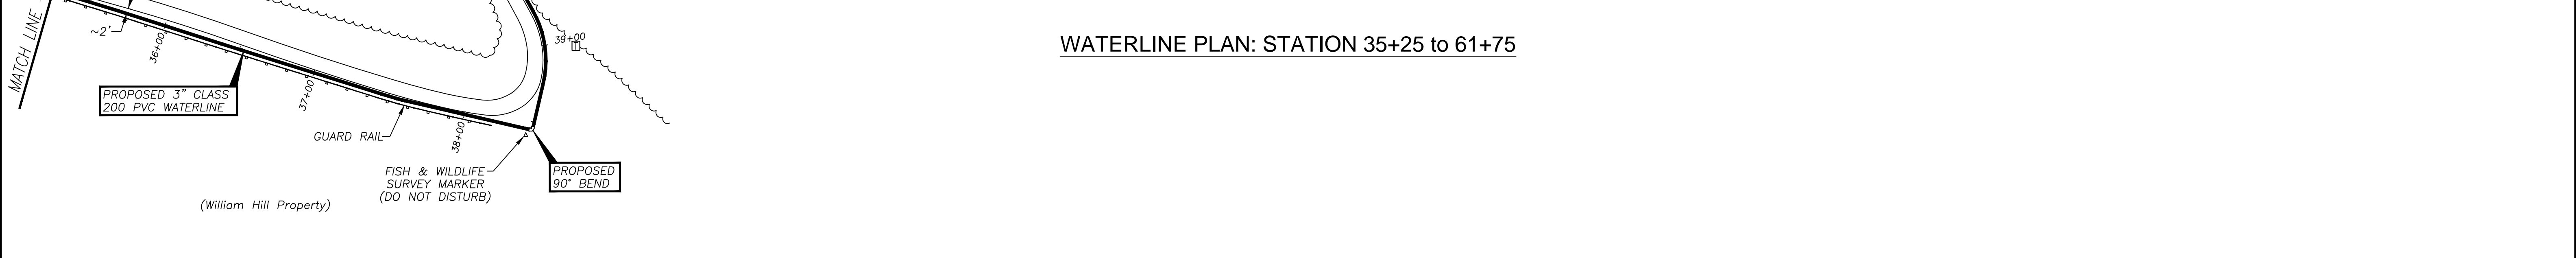 MATCH LINE
~2'
36+00
39+00
WATERLINE PLAN: STATION 35+25 to 61+75
PROPOSED 3" CLASS
200 PVC WATERLINE
37+00
GUARD RAIL
38+00
FISH & WILDLIFE
SURVEY MARKER
(DO NOT DISTURB)
PROPOSED
90° BEND
(William Hill Property)